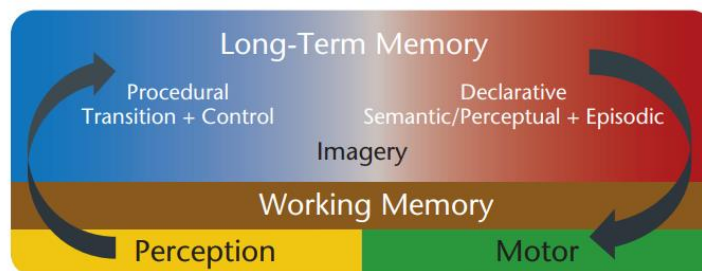 Long-Term Memory
Procedural
Transition + Control
Declarative
Semantic/Perceptual + Episodic
Imagery
Working Memory
Perception
Motor